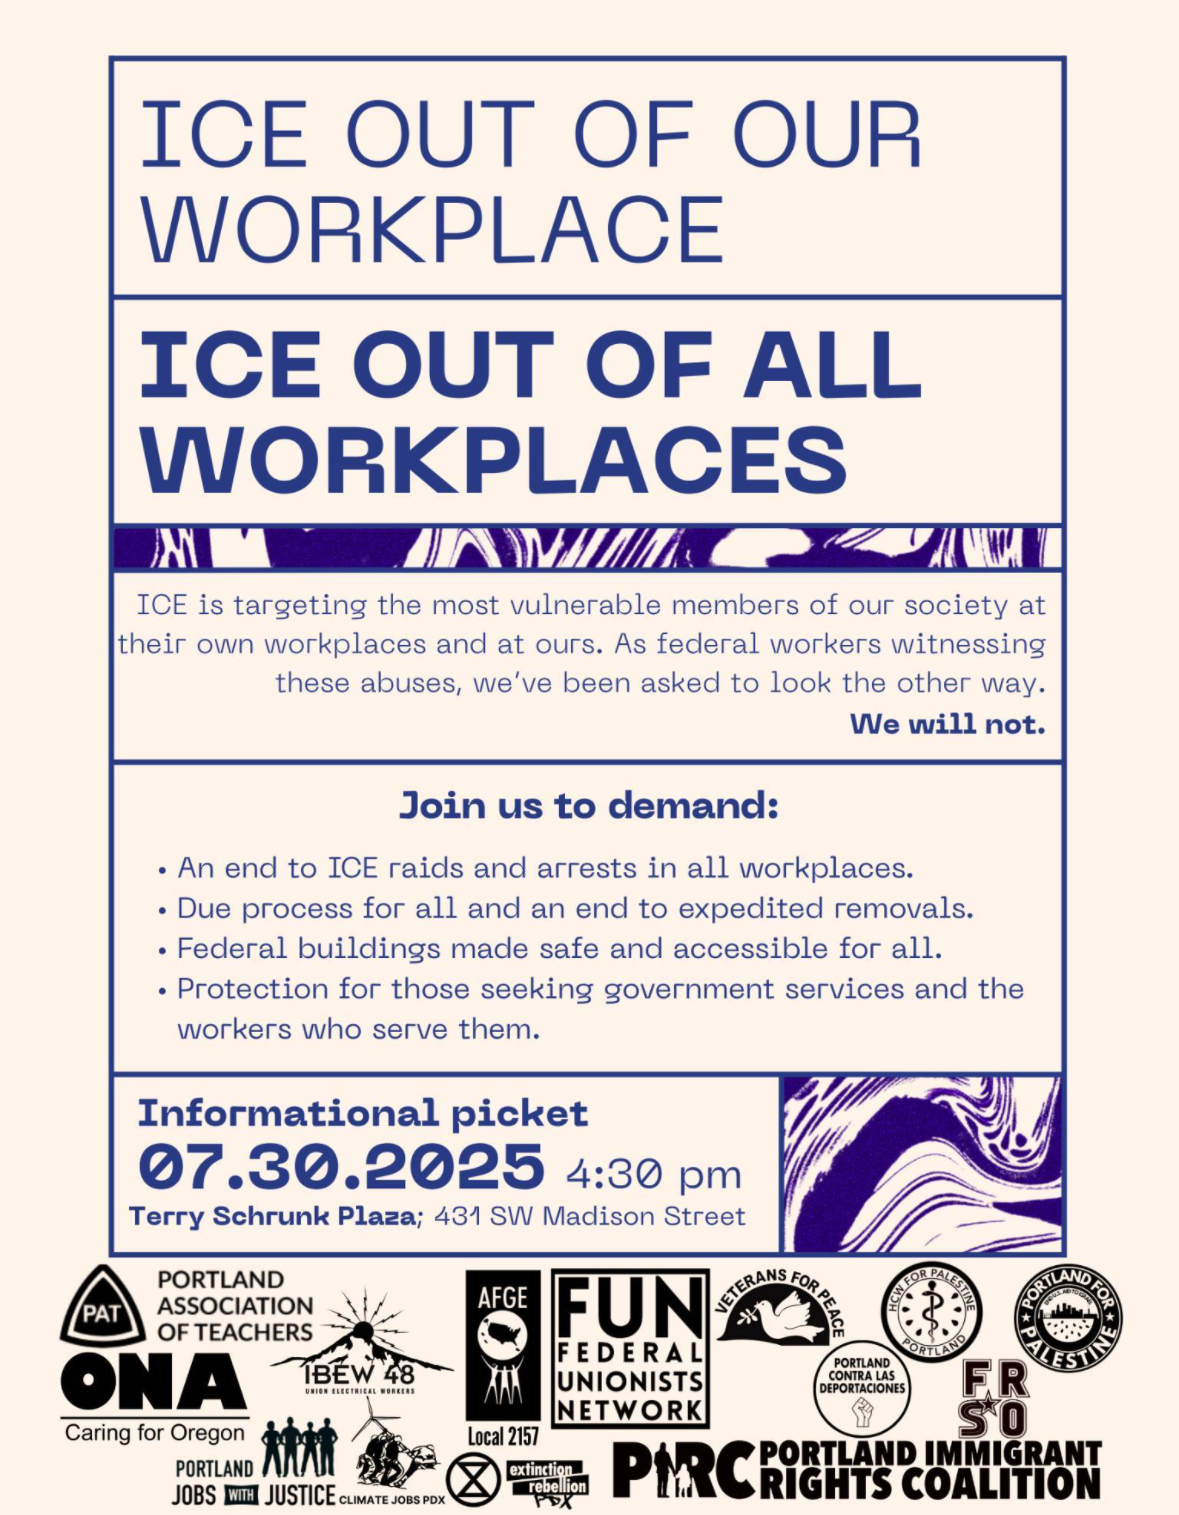 ICE OUT OF OUR
WORKPLACE
ICE OUT OF ALL
WORKPLACES
ICE is targeting the most vulnerable members of our society at
their own workplaces and at ours. As federal workers witnessing
these abuses, we've been asked to look the other way.
We will not.
Join us to demand:
• An end to ICE raids and arrests in all workplaces.
• Due process for all and an end to expedited removals.
• Federal buildings made safe and accessible for all.
• Protection for those seeking government services and the
workers who serve them.
Informational picket
07.30.2025 4:30 pm
Terry Schrunk Plaza; 431 SW Madison Street
PAT
PORTLAND
ASSOCIATION
OF TEACHERS
ONA
Caring for Oregon
IBEW 48
UNION ELECTRICAL WORKERS
PORTLAND
JOBS WITH JUSTICE
CLIMATE JOBS PDX
AFGE
Local 2157
FUN
FEDERAL
UNIONISTS
NETWORK
extinction
rebellion
PDX
VETERANS FOR PEACE
HCW FOR PALESTINE
PORTLAND
PORTLAND FOR
END U.S. AID TO ISRAEL
PALESTINE
PORTLAND
CONTRA LAS
DEPORTACIONES
FR
SO
PIRC
PORTLAND IMMIGRANT
RIGHTS COALITION